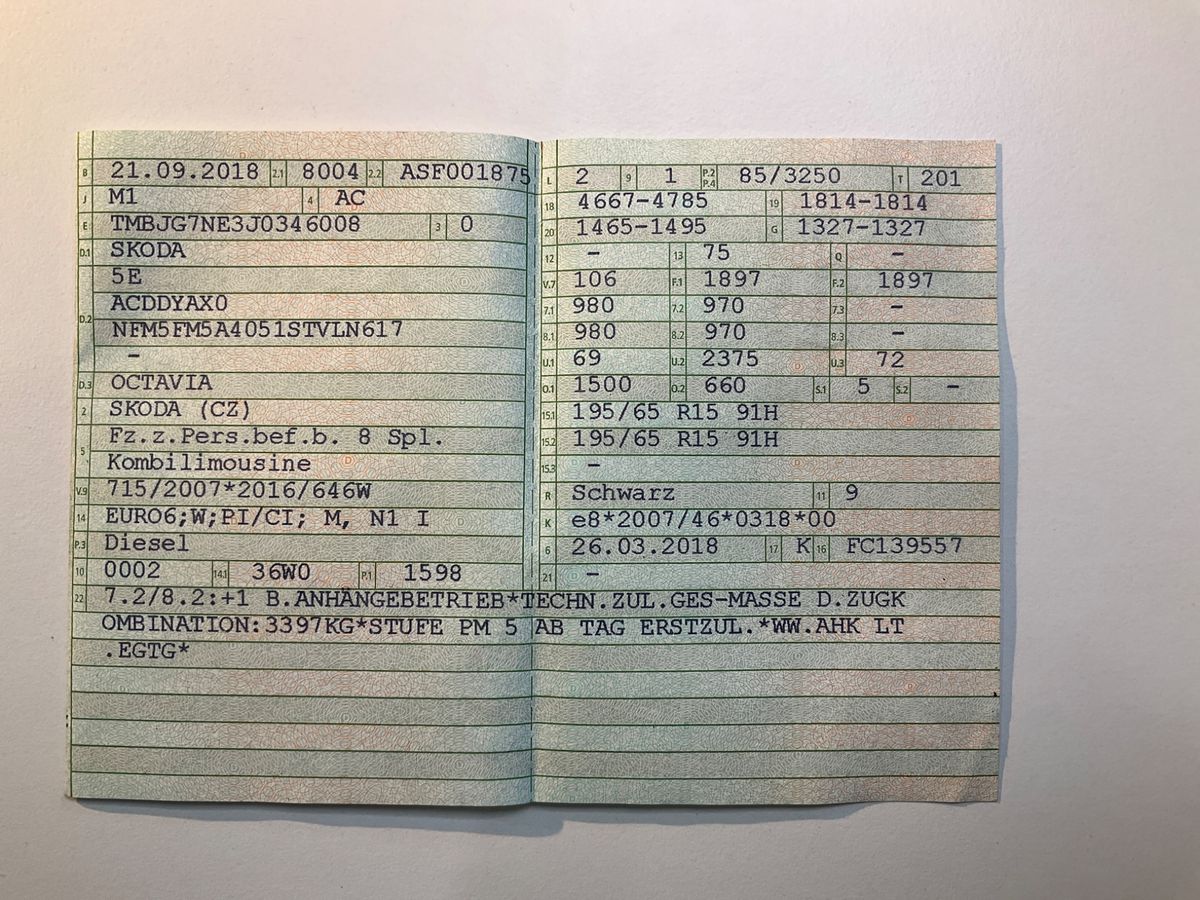 B 21.09.2018 2.1 8004 2.2 ASF001875
J M1 4 AC
E TMBJG7NE3J0346008 3 0
D.1 SKODA
5E
D.2 ACDDYAX0
NFM5FM5A4051STVLN617
–
D.3 OCTAVIA
2 SKODA (CZ)
5 Fz.z.Pers.bef.b. 8 Spl.
Kombilimousine
V.9 715/2007*2016/646W
14 EURO6;W;PI/CI; M, N1 I
P.3 Diesel
10 0002 14.1 36W0 P.1 1598
L 2 9 1 P.2 P.4 85/3250 T 201
18 4667-4785 19 1814-1814
20 1465-1495 G 1327-1327
12 – 13 75 Q –
V.7 106 F.1 1897 F.2 1897
7.1 980 7.2 970 7.3 –
8.1 980 8.2 970 8.3 –
U.1 69 U.2 2375 U.3 72
O.1 1500 O.2 660 S.1 5 S.2 –
15.1 195/65 R15 91H
15.2 195/65 R15 91H
15.3 –
R Schwarz 11 9
K e8*2007/46*0318*00
6 26.03.2018 17 K 16 FC139557
21 –
22 7.2/8.2:+1 B.ANHÄNGEBETRIEB*TECHN.ZUL.GES-MASSE D.ZUGK
OMBINATION:3397KG*STUFE PM 5 AB TAG ERSTZUL.*WW.AHK LT
.EGTG*